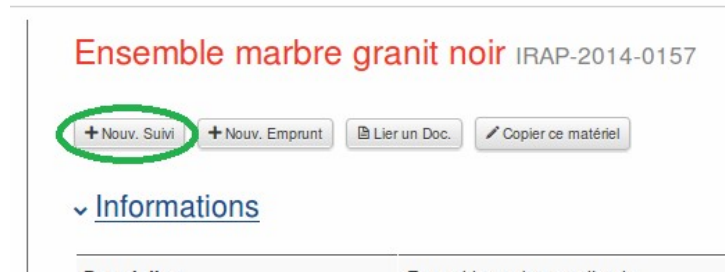 Ensemble marbre granit noir IRAP-2014-0157
+ Nouv. Suivi + Nouv. Emprunt Lier un Doc. Copier ce matériel
Informations